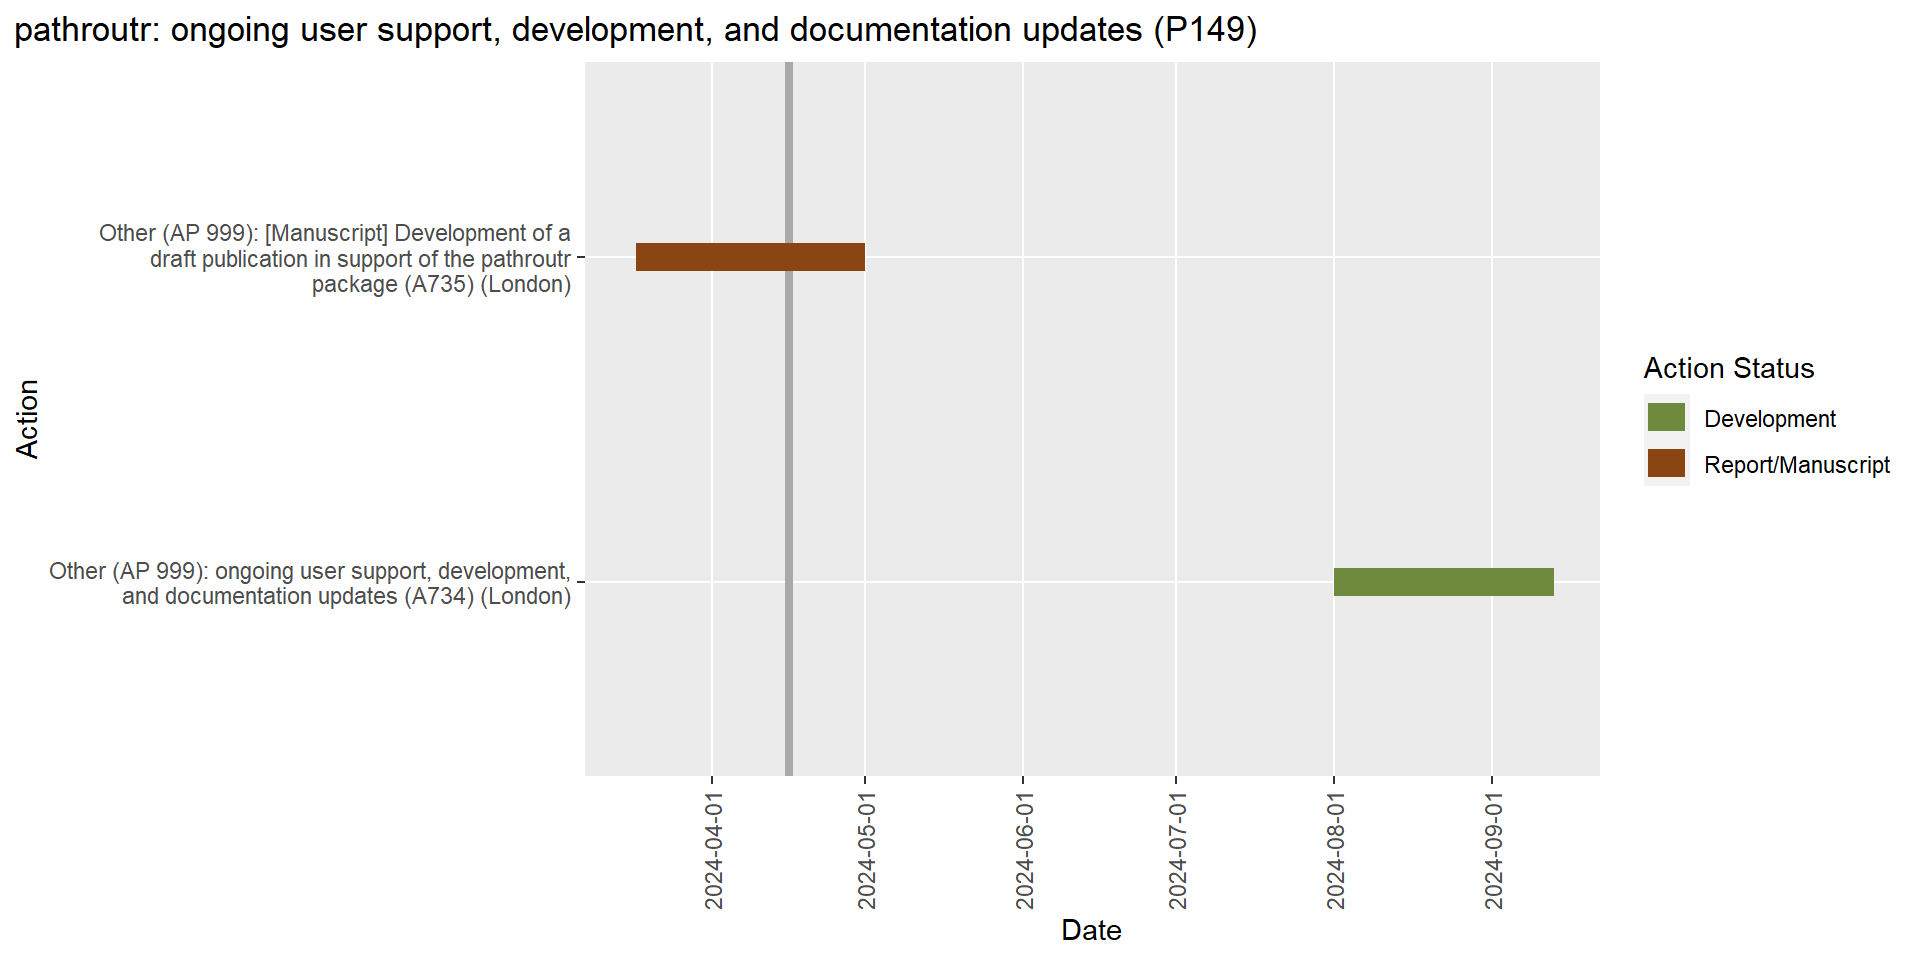 pathroutr: ongoing user support, development, and documentation updates (P149)
Other (AP 999): [Manuscript] Development of a
draft publication in support of the pathroutr
package (A735) (London)
Other (AP 999): ongoing user support, development,
and documentation updates (A734) (London)
Action
2024-04-01
2024-05-01
2024-06-01
2024-07-01
2024-08-01
2024-09-01
Date
Action Status
Development
Report/Manuscript